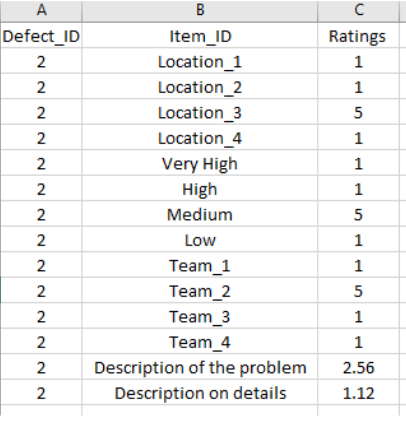 A B C
Defect_ID Item_ID Ratings
2 Location_1 1
2 Location_2 1
2 Location_3 5
2 Location_4 1
2 Very High 1
2 High 1
2 Medium 5
2 Low 1
2 Team_1 1
2 Team_2 5
2 Team_3 1
2 Team_4 1
2 Description of the problem 2.56
2 Description on details 1.12